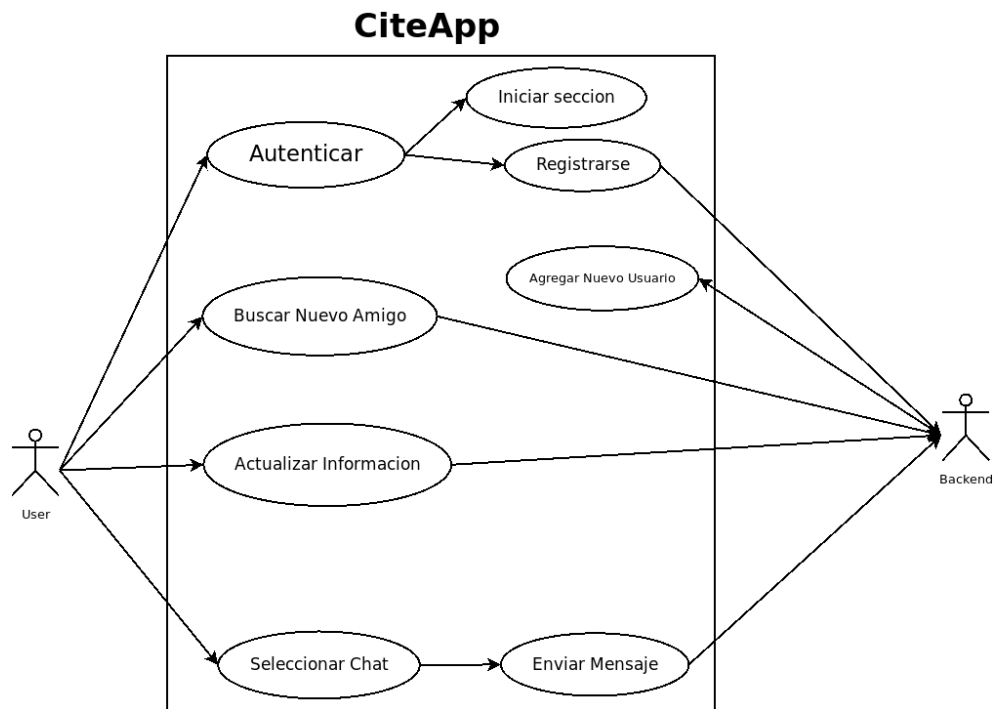 CiteApp
Iniciar seccion
Autenticar
Registrarse
Agregar Nuevo Usuario
Buscar Nuevo Amigo
Actualizar Informacion
User
Backend
Seleccionar Chat
Enviar Mensaje